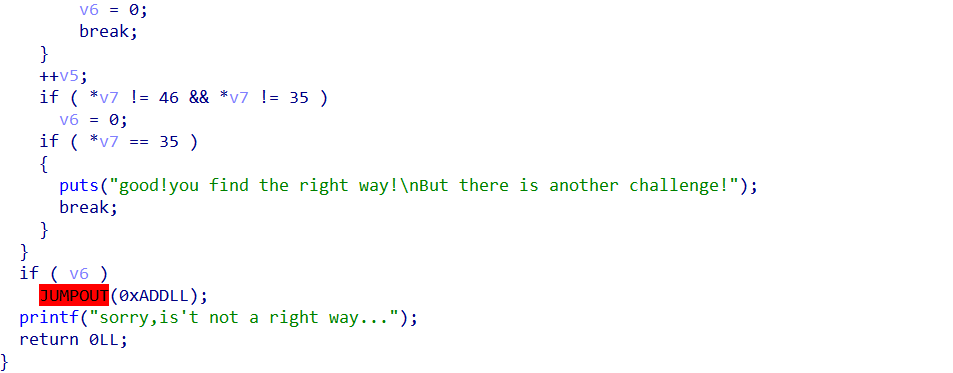 v6 = 0;
break;
}
++v5;
if ( *v7 != 46 && *v7 != 35 )
v6 = 0;
if ( *v7 == 35 )
{
puts("good!you find the right way!\nBut there is another challenge!");
break;
}
}
if ( v6 )
JUMPOUT(0xADDLL);
printf("sorry,is't not a right way...");
return 0LL;
}